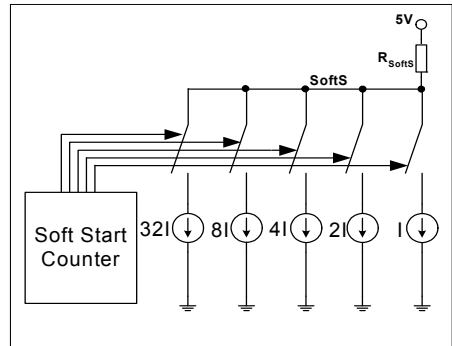 5V
RSoftS
SoftS
Soft Start
Counter
32I
8I
4I
2I
I